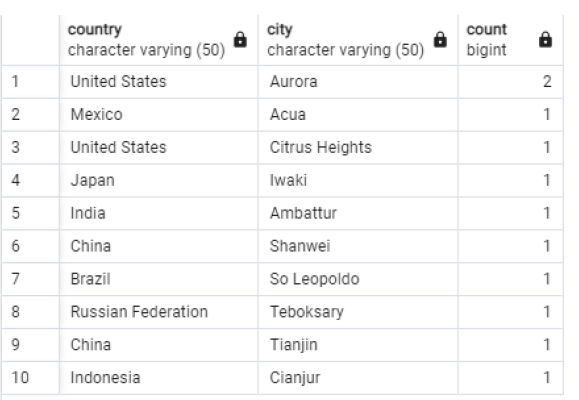 country city count
character varying (50) character varying (50) bigint
1 United States Aurora 2
2 Mexico Acua 1
3 United States Citrus Heights 1
4 Japan Iwaki 1
5 India Ambattur 1
6 China Shanwei 1
7 Brazil So Leopoldo 1
8 Russian Federation Teboksary 1
9 China Tianjin 1
10 Indonesia Cianjur 1